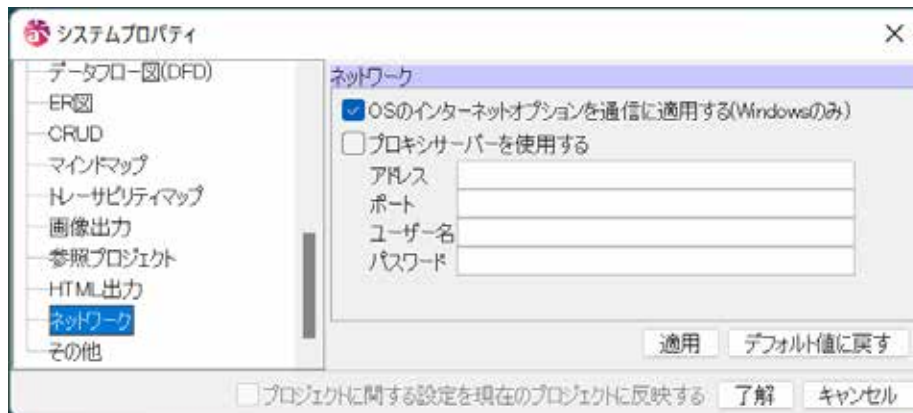 システムプロパティ
データフロー図(DFD)
ER図
CRUD
マインドマップ
トレーサビリティマップ
画像出力
参照プロジェクト
HTML出力
ネットワーク
その他
ネットワーク
OSのインターネットオプションを通信に適用する(Windowsのみ)
プロキシサーバーを使用する
アドレス
ポート
ユーザー名
パスワード
適用
デフォルト値に戻す
プロジェクトに関する設定を現在のプロジェクトに反映する
了解
キャンセル